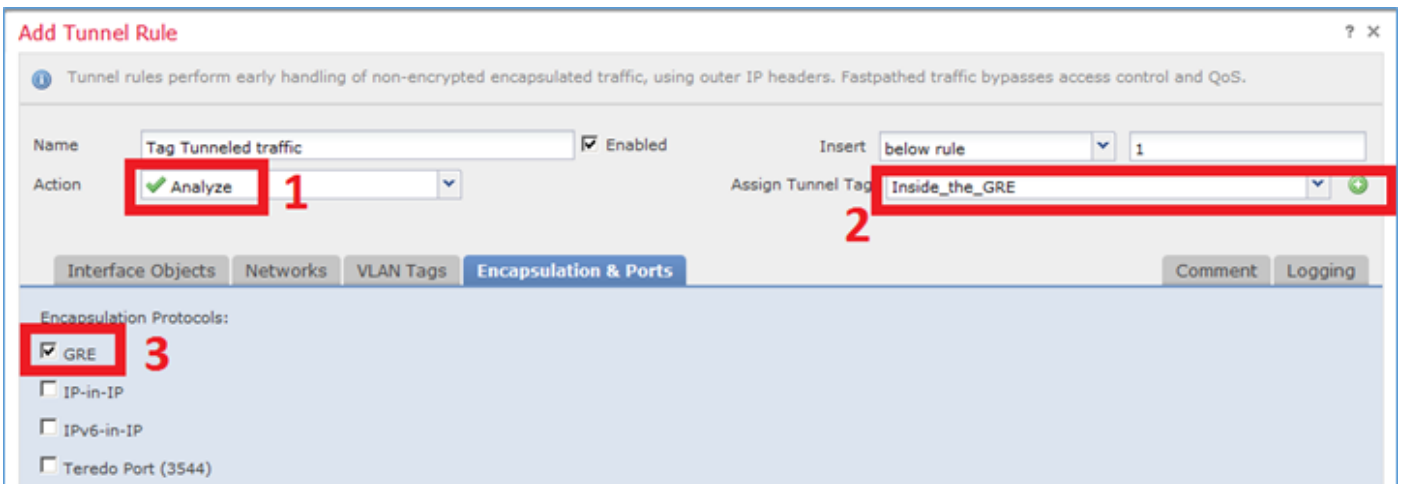 Add Tunnel Rule ? ×
Tunnel rules perform early handling of non-encrypted encapsulated traffic, using outer IP headers. Fastpathed traffic bypasses access control and QoS.
Name Tag Tunneled traffic Enabled Insert below rule 1
Action Analyze 1 Assign Tunnel Tag Inside_the_GRE
2
Interface Objects Networks VLAN Tags Encapsulation & Ports Comment Logging
Encapsulation Protocols:
GRE 3
IP-in-IP
IPv6-in-IP
Teredo Port (3544)